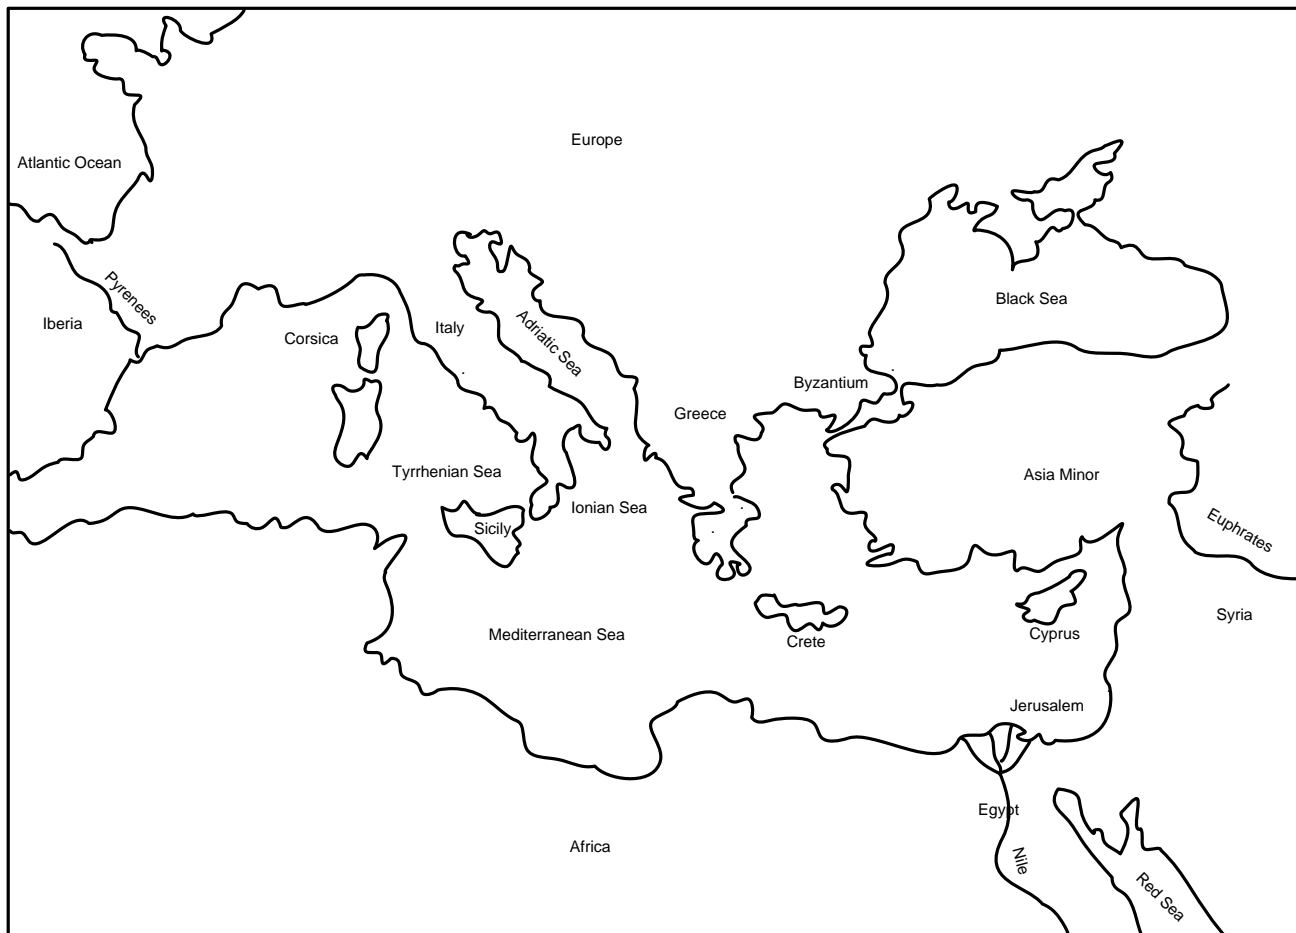 Europe
Atlantic Ocean
Pyrenees
Black Sea
Iberia
Italy
Corsica
Adriatic Sea
Byzantium
Greece
Tyrrhenian Sea
Asia Minor
Ionian Sea
Sicily
Euphrates
Syria
Mediterranean Sea
Crete
Cyprus
Jerusalem
Egypt
Africa
Nile
Red Sea